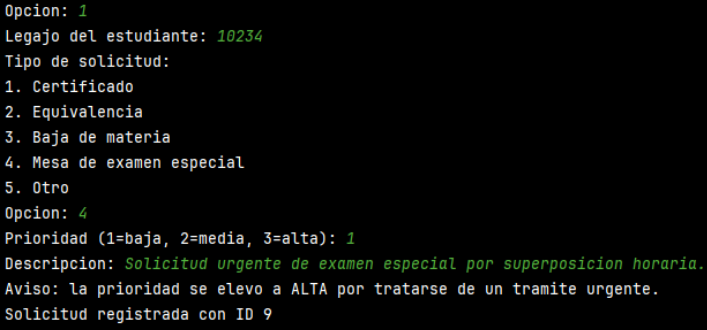 Opcion: 1
Legajo del estudiante: 10234
Tipo de solicitud:
1. Certificado
2. Equivalencia
3. Baja de materia
4. Mesa de examen especial
5. Otro
Opcion: 4
Prioridad (1=baja, 2=media, 3=alta): 1
Descripcion: Solicitud urgente de examen especial por superposicion horaria.
Aviso: la prioridad se elevo a ALTA por tratarse de un tramite urgente.
Solicitud registrada con ID 9